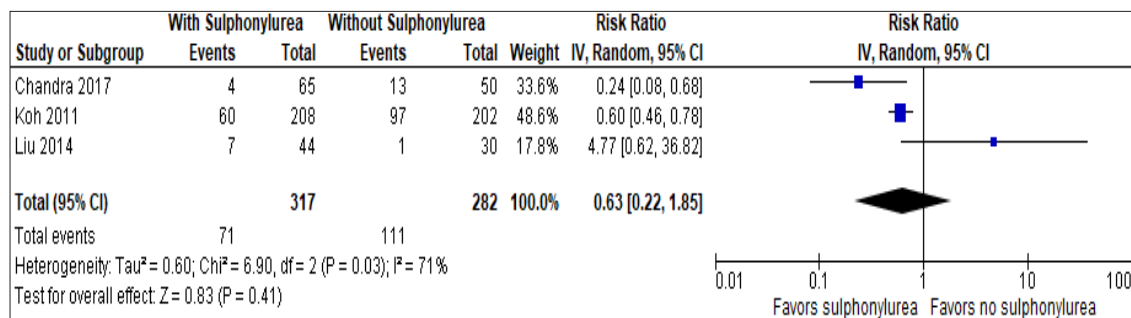 With Sulphonylurea Without Sulphonylurea Risk Ratio Risk Ratio
Study or Subgroup Events Total Events Total Weight IV, Random, 95% CI IV, Random, 95% CI
Chandra 2017 4 65 13 50 33.6% 0.24 [0.08, 0.68]
Koh 2011 60 208 97 202 48.6% 0.60 [0.46, 0.78]
Liu 2014 7 44 1 30 17.8% 4.77 [0.62, 36.82]
Total (95% CI) 317 282 100.0% 0.63 [0.22, 1.85]
Total events 71 111
Heterogeneity: Tau² = 0.60; Chi² = 6.90, df = 2 (P = 0.03); I² = 71%
Test for overall effect: Z = 0.83 (P = 0.41)
0.01 0.1 1 10 100
Favors sulphonylurea Favors no sulphonylurea